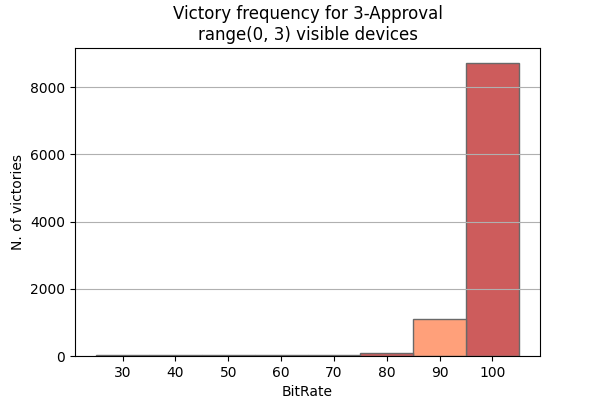 Victory frequency for 3-Approval
range(0, 3) visible devices
8000
6000
4000
2000
0
N. of victories
30 40 50 60 70 80 90 100
BitRate